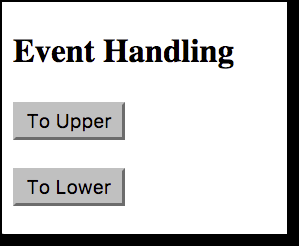 Event Handling
To Upper
To Lower